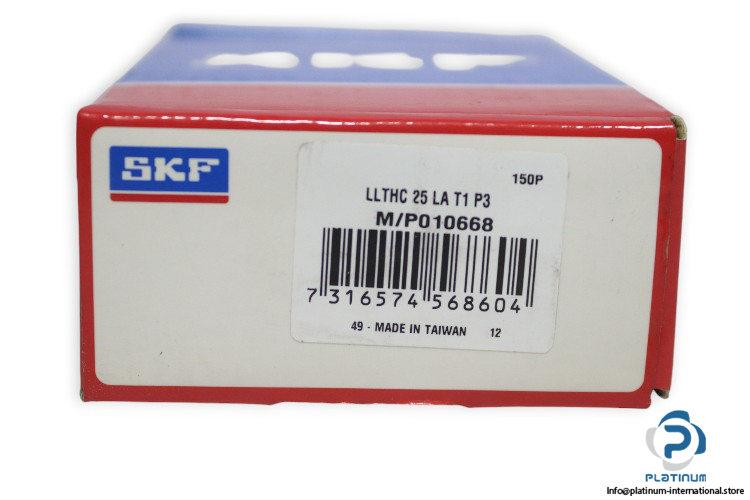 SKF
150P
LLTHC 25 LA T1 P3
M/P010668
7 316574 568604
49 - MADE IN TAIWAN 12
PLATINUM
Info@platinum-international.store